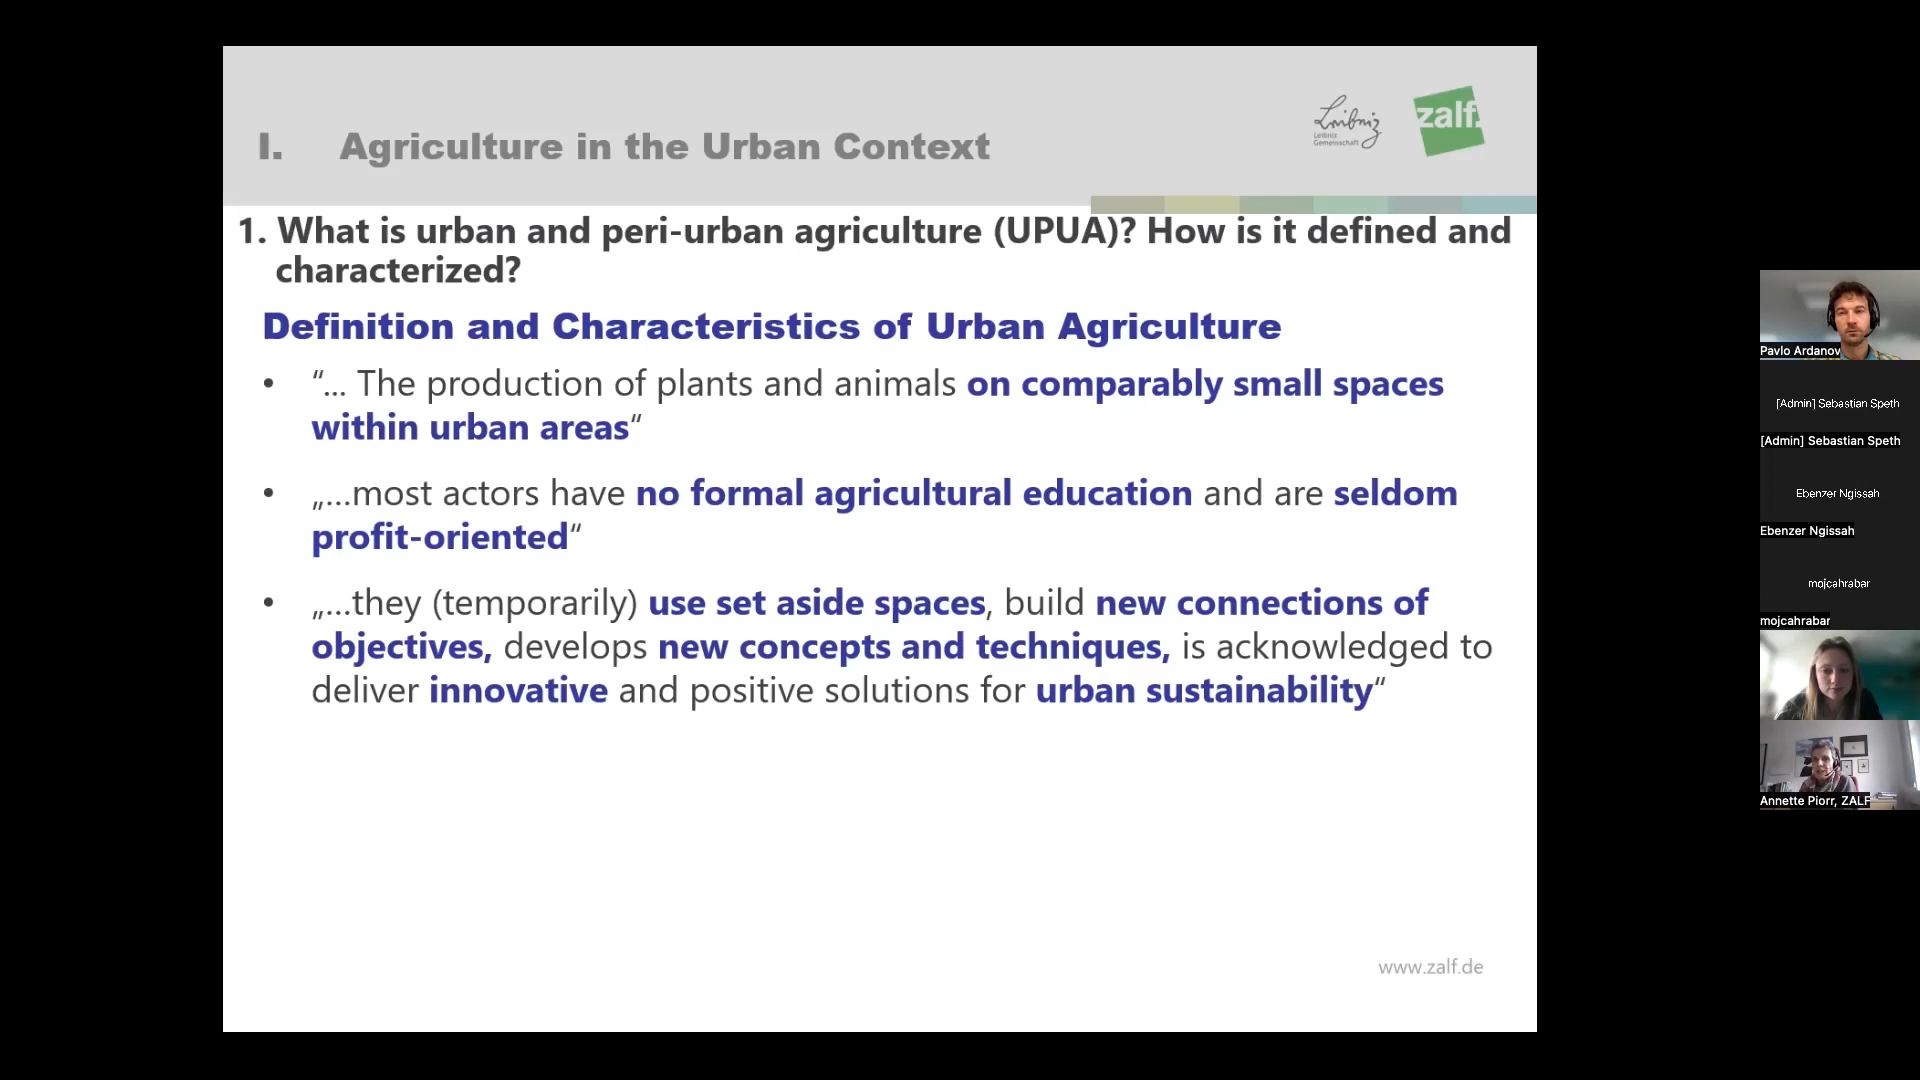 I. Agriculture in the Urban Context
Leibniz
Leibniz
Gemeinschaft
zalf.
1. What is urban and peri-urban agriculture (UPUA)? How is it defined and
characterized?
Definition and Characteristics of Urban Agriculture
• “... The production of plants and animals on comparably small spaces
within urban areas“
• „...most actors have no formal agricultural education and are seldom
profit-oriented“
• „...they (temporarily) use set aside spaces, build new connections of
objectives, develops new concepts and techniques, is acknowledged to
deliver innovative and positive solutions for urban sustainability“
www.zalf.de
Pavlo Ardanov
[Admin] Sebastian Speth
[Admin] Sebastian Speth
Ebenzer Ngissah
Ebenzer Ngissah
mojcahrabar
mojcahrabar
Annette Piorr, ZALF